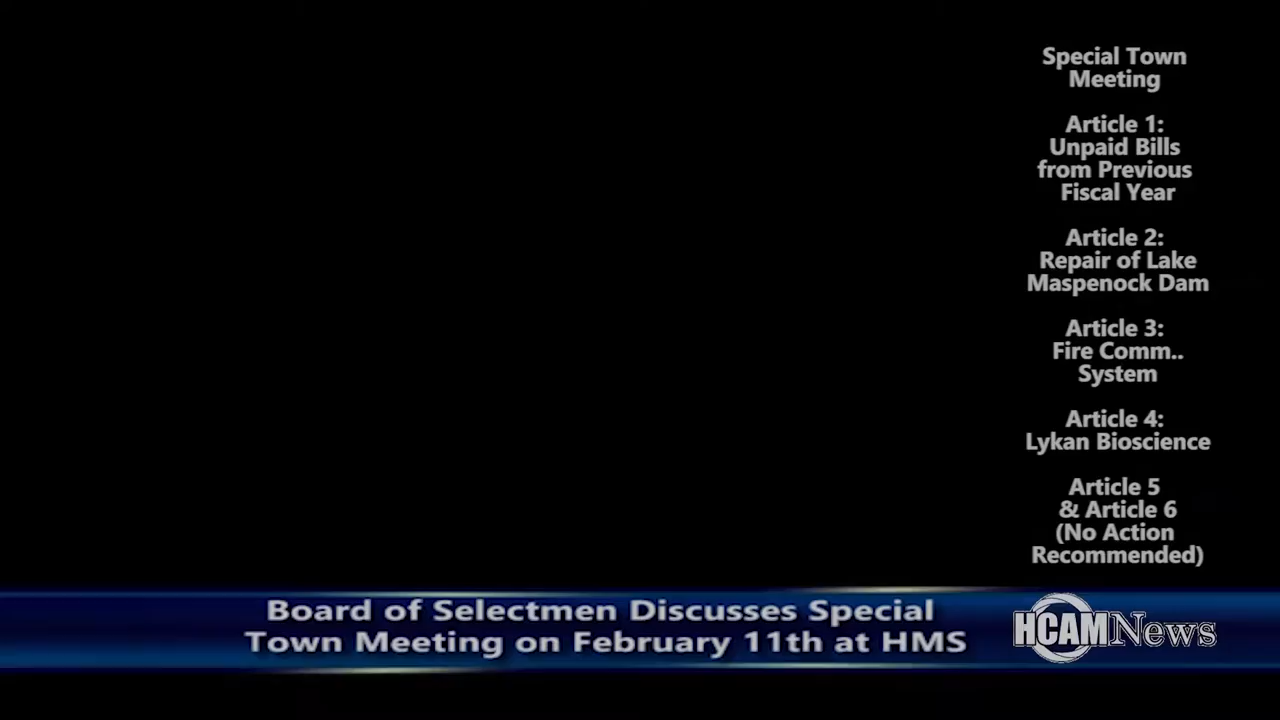 Special Town
Meeting
Article 1:
Unpaid Bills
from Previous
Fiscal Year
Article 2:
Repair of Lake
Maspenock Dam
Article 3:
Fire Comm..
System
Article 4:
Lykan Bioscience
Article 5
& Article 6
(No Action
Recommended)
Board of Selectmen Discusses Special
Town Meeting on February 11th at HMS
HCAM News